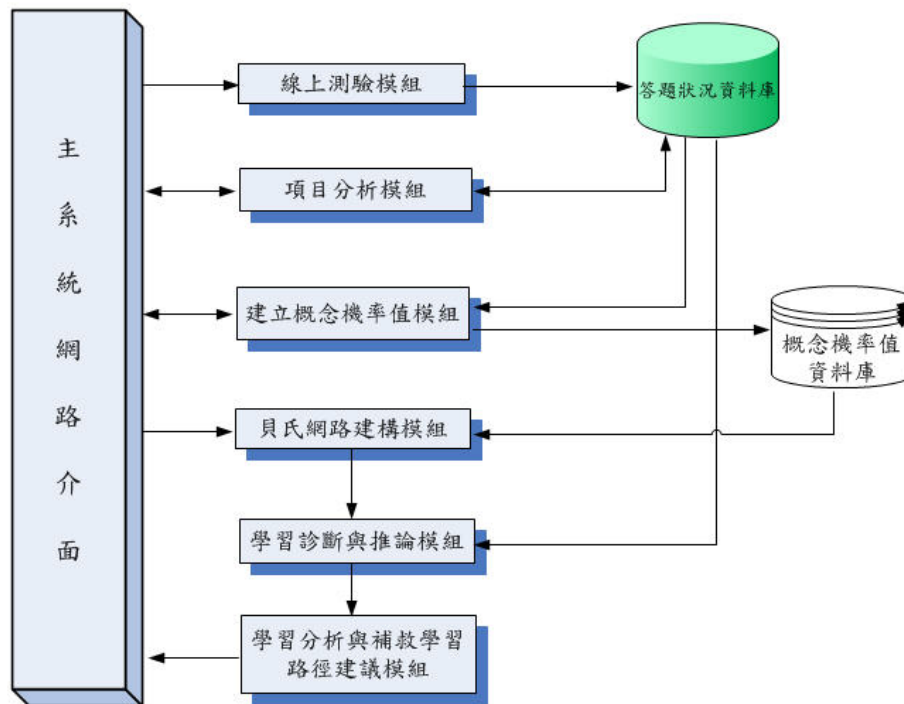 主系統網路介面
線上測驗模組
答題狀況資料庫
項目分析模組
建立概念機率值模組
概念機率值
資料庫
貝氏網路建構模組
學習診斷與推論模組
學習分析與補救學習
路徑建議模組